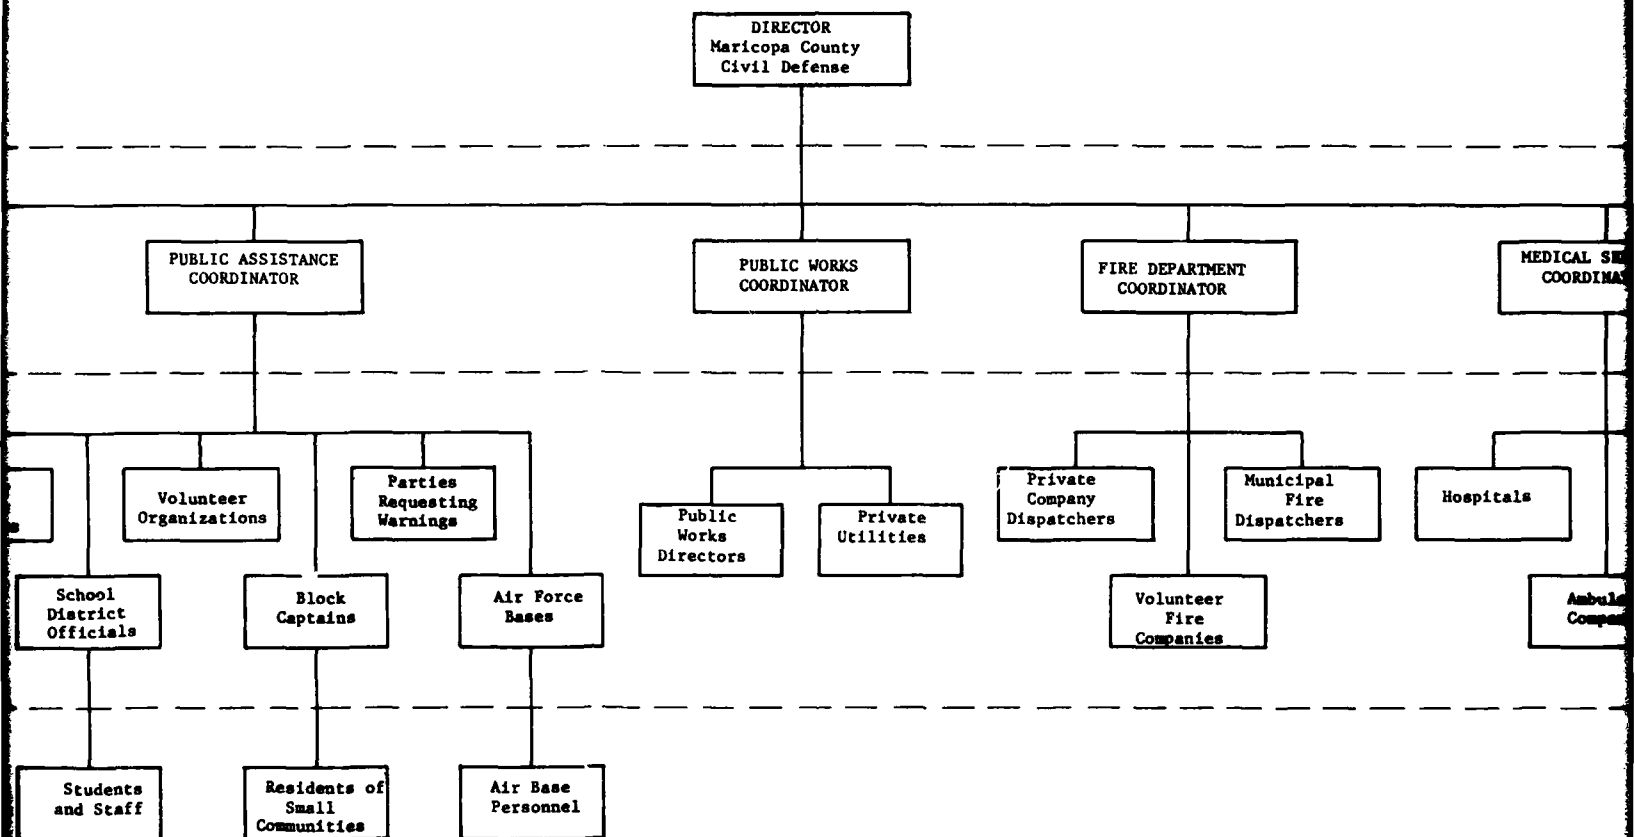 DIRECTOR
Maricopa County
Civil Defense
PUBLIC ASSISTANCE
COORDINATOR
PUBLIC WORKS
COORDINATOR
FIRE DEPARTMENT
COORDINATOR
MEDICAL
Volunteer
Organizations
Parties
Requesting
Warnings
Public
Works
Directors
Private
Utilities
Private
Company
Dispatchers
Municipal
Fire
Dispatchers
Hospitals
School
District
Officials
Block
Captains
Air Force
Bases
Volunteer
Fire
Companies
Students
and Staff
Residents of
Small
Communities
Air Base
Personnel